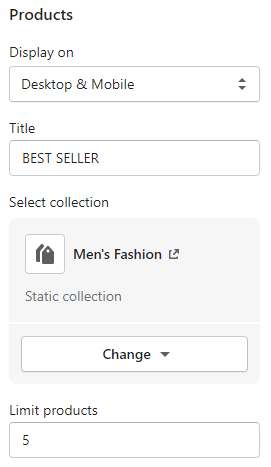 Products
Display on
Desktop & Mobile
Title
BEST SELLER
Select collection
Men's Fashion
Static collection
Change
Limit products
5